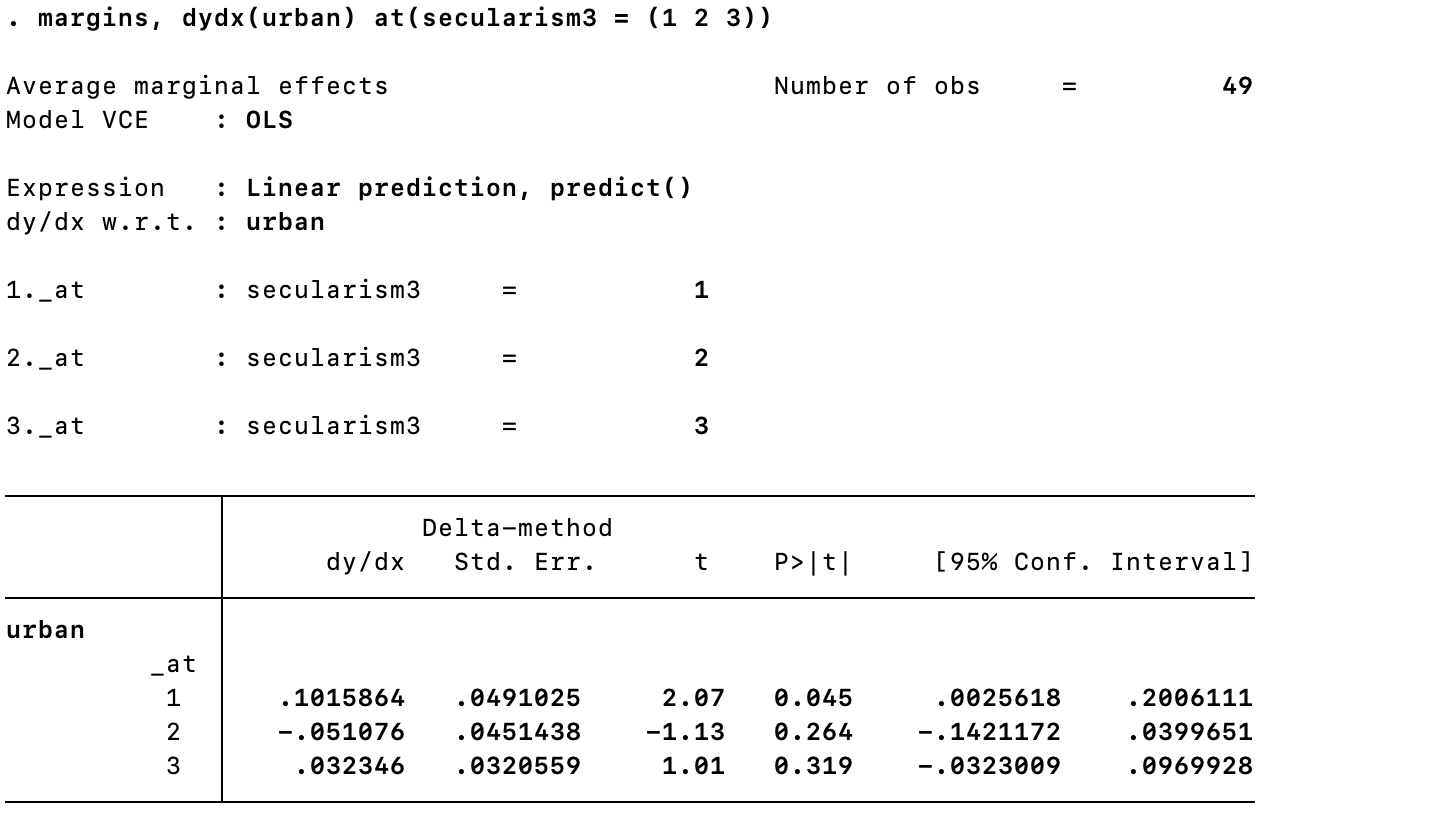 . margins, dydx(urban) at(secularism3 = (1 2 3))
Average marginal effects                        Number of obs     =         49
Model VCE    : OLS
Expression   : Linear prediction, predict()
dy/dx w.r.t. : urban
1._at        : secularism3     =           1
2._at        : secularism3     =           2
3._at        : secularism3     =           3
Delta-method
dy/dx   Std. Err.      t    P>|t|     [95% Conf. Interval]
urban
_at
1    .1015864   .0491025     2.07   0.045     .0025618    .2006111
2    -.051076   .0451438    -1.13   0.264    -.1421172    .0399651
3     .032346   .0320559     1.01   0.319    -.0323009    .0969928